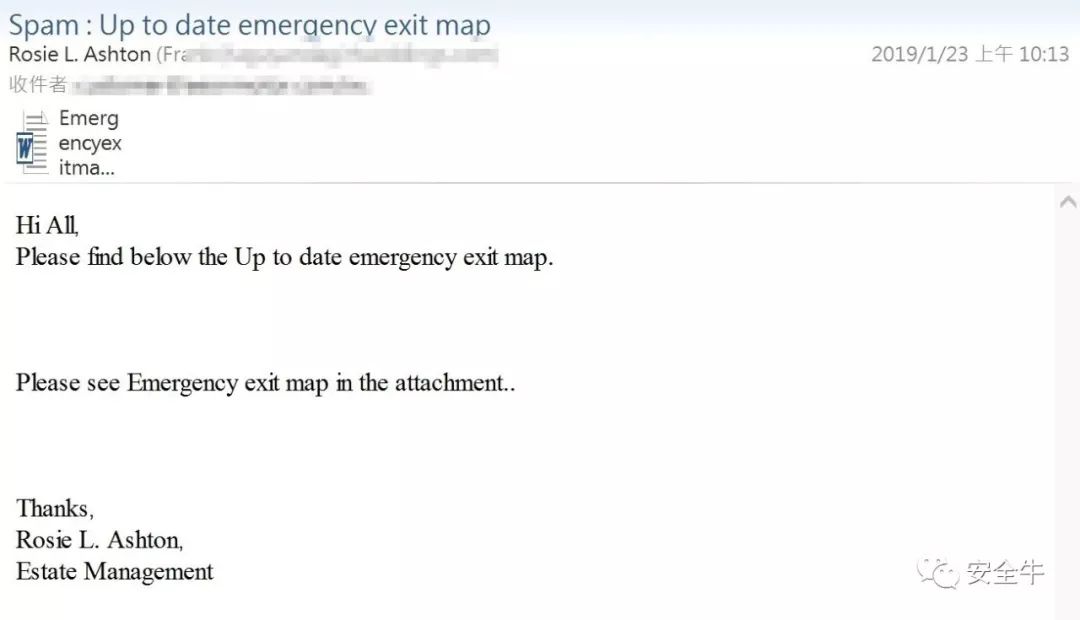 Spam : Up to date emergency exit map
Rosie L. Ashton (Fra
2019/1/23 上午 10:13
收件者
Emerg
encyex
itma...
Hi All,
Please find below the Up to date emergency exit map.
Please see Emergency exit map in the attachment..
Thanks,
Rosie L. Ashton,
Estate Management
安全牛